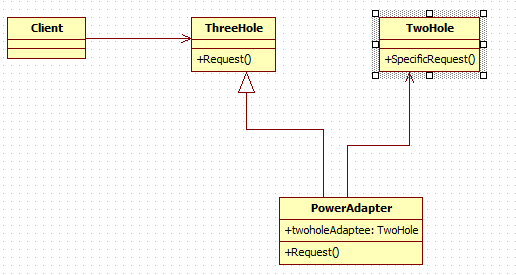 Client
ThreeHole
TwoHole
+Request()
+SpecificRequest()
PowerAdapter
+twoholeAdaptee: TwoHole
+Request()